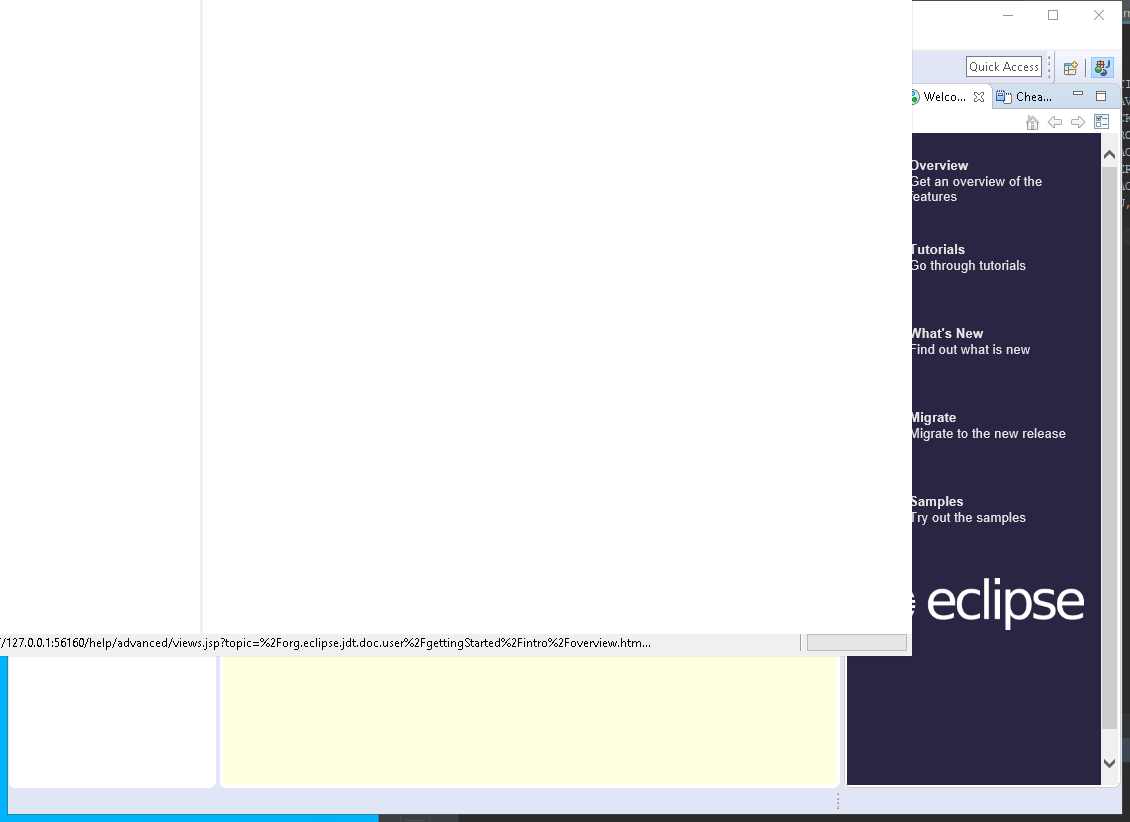 Quick Access
Welco...
Chea...
Overview
Get an overview of the
features
Tutorials
Go through tutorials
What's New
Find out what is new
Migrate
Migrate to the new release
Samples
Try out the samples
eclipse
/127.0.0.1:56160/help/advanced/views.jsp?topic=%2Forg.eclipse.jdt.doc.user%2FgettingStarted%2Fintro%2Foverview.htm...